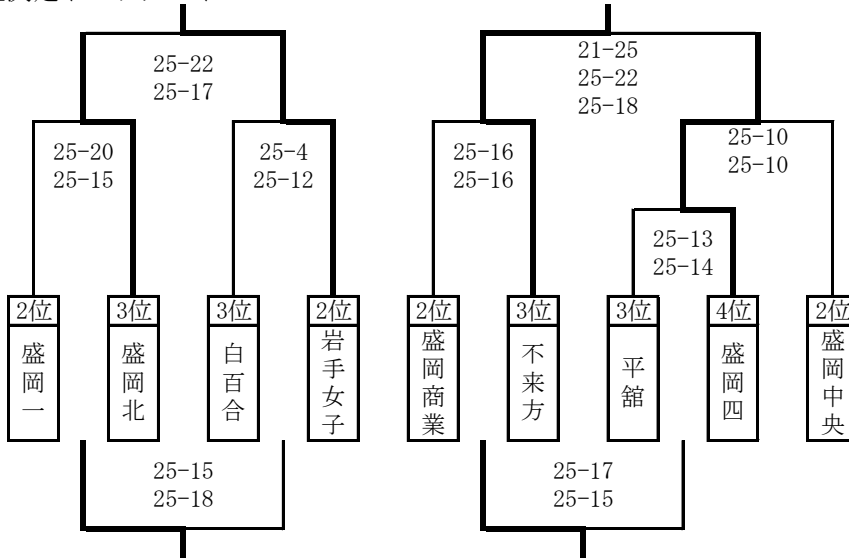 25-22
25-17
21-25
25-22
25-18
25-20
25-15
25-4
25-12
25-16
25-16
25-10
25-10
25-13
25-14
2位
3位
3位
2位
2位
3位
3位
4位
2位
盛岡一
盛岡北
白百合
岩手女子
盛岡商業
不来方
平舘
盛岡四
盛岡中央
25-15
25-18
25-17
25-15